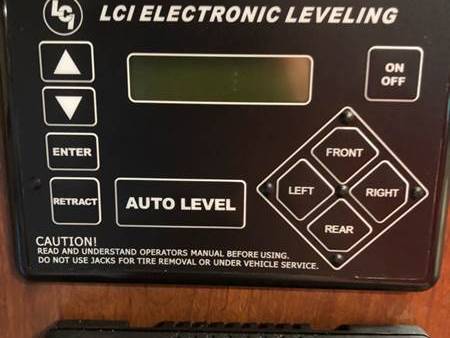 LCI LCI ELECTRONIC LEVELING
ON
OFF
ENTER
RETRACT
AUTO LEVEL
FRONT
LEFT
RIGHT
REAR
CAUTION!
READ AND UNDERSTAND OPERATORS MANUAL BEFORE USING.
DO NOT USE JACKS FOR TIRE REMOVAL OR UNDER VEHICLE SERVICE.